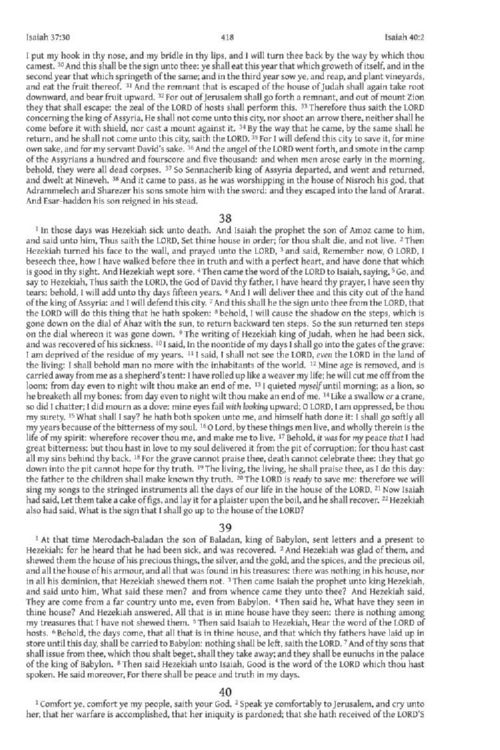 Isaiah 37:30 418 Isaiah 40:2
I put my hook in thy nose, and my bridle in thy lips, and I will turn thee back by the way by which thou
camest. 30 And this shall be the sign unto thee: ye shall eat this year that which groweth of itself, and in the
second year that which springeth of the same; and in the third year sow ye, and reap, and plant vineyards,
and eat the fruit thereof. 31 And the remnant that is escaped of the house of Judah shall again take root
downward, and bear fruit upward. 32 For out of Jerusalem shall go forth a remnant, and out of mount Zion
they that shall escape: the zeal of the LORD of hosts shall perform this. 33 Therefore thus saith the LORD
concerning the king of Assyria, He shall not come unto this city, nor shoot an arrow there, neither shall he
come before it with shield, nor cast a mount against it. 34 By the way that he came, by the same shall he
return, and he shall not come unto this city, saith the LORD. 35 For I will defend this city to save it, for mine
own sake, and for my servant David's sake. 36 And the angel of the LORD went forth, and smote in the camp
of the Assyrians a hundred and fourscore and five thousand: and when men arose early in the morning,
behold, they were all dead corpses. 37 So Sennacherib king of Assyria departed, and went and returned,
and dwelt at Nineveh. 38 And it came to pass, as he was worshipping in the house of Nisroch his god, that
Adrammelech and Sharezer his sons smote him with the sword: and they escaped into the land of Ararat.
And Esar-haddon his son reigned in his stead.
38
1 In those days was Hezekiah sick unto death. And Isaiah the prophet the son of Amoz came to him,
and said unto him, Thus saith the LORD, Set thine house in order; for thou shalt die, and not live. 2 Then
Hezekiah turned his face to the wall, and prayed unto the LORD, 3 and said, Remember now, O LORD, I
beseech thee, how I have walked before thee in truth and with a perfect heart, and have done that which
is good in thy sight. And Hezekiah wept sore. 4 Then came the word of the LORD to Isaiah, saying, 5 Go, and
say to Hezekiah, Thus saith the LORD, the God of David thy father, I have heard thy prayer, I have seen thy
tears: behold, I will add unto thy days fifteen years. 6 And I will deliver thee and this city out of the hand
of the king of Assyria: and I will defend this city. 7 And this shall be the sign unto thee from the LORD, that
the LORD will do this thing that he hath spoken: 8 behold, I will cause the shadow on the steps, which is
gone down on the dial of Ahaz with the sun, to return backward ten steps. So the sun returned ten steps
on the dial whereon it was gone down. 9 The writing of Hezekiah king of Judah, when he had been sick,
and was recovered of his sickness. 10 I said, In the noontide of my days I shall go into the gates of the grave:
I am deprived of the residue of my years. 11 I said, I shall not see the LORD, even the LORD in the land of
the living: I shall behold man no more with the inhabitants of the world. 12 Mine age is removed, and is
carried away from me as a shepherd's tent: I have rolled up like a weaver my life; he will cut me off from the
loom: from day even to night wilt thou make an end of me. 13 I quieted myself until morning; as a lion, so
he breaketh all my bones: from day even to night wilt thou make an end of me. 14 Like a swallow or a crane,
so did I chatter; I did mourn as a dove: mine eyes fail with looking upward; O LORD, I am oppressed, be thou
my surety. 15 What shall I say? he hath both spoken unto me, and himself hath done it: I shall go softly all
my years because of the bitterness of my soul. 16 O Lord, by these things men live, and wholly therein is the
life of my spirit: wherefore recover thou me, and make me to live. 17 Behold, it was for my peace that I had
great bitterness: but thou hast in love to my soul delivered it from the pit of corruption; for thou hast cast
all my sins behind thy back. 18 For the grave cannot praise thee, death cannot celebrate thee: they that go
down into the pit cannot hope for thy truth. 19 The living, the living, he shall praise thee, as I do this day:
the father to the children shall make known thy truth. 20 The LORD is ready to save me: therefore we will
sing my songs to the stringed instruments all the days of our life in the house of the LORD. 21 Now Isaiah
had said, Let them take a cake of figs, and lay it for a plaister upon the boil, and he shall recover. 22 Hezekiah
also had said, What is the sign that I shall go up to the house of the LORD?
39
1 At that time Merodach-baladan the son of Baladan, king of Babylon, sent letters and a present to
Hezekiah: for he heard that he had been sick, and was recovered. 2 And Hezekiah was glad of them, and
shewed them the house of his precious things, the silver, and the gold, and the spices, and the precious oil,
and all the house of his armour, and all that was found in his treasures: there was nothing in his house, nor
in all his dominion, that Hezekiah shewed them not. 3 Then came Isaiah the prophet unto king Hezekiah,
and said unto him, What said these men? and from whence came they unto thee? And Hezekiah said,
They are come from a far country unto me, even from Babylon. 4 Then said he, What have they seen in
thine house? And Hezekiah answered, All that is in mine house have they seen: there is nothing among
my treasures that I have not shewed them. 5 Then said Isaiah to Hezekiah, Hear the word of the LORD of
hosts. 6 Behold, the days come, that all that is in thine house, and that which thy fathers have laid up in
store until this day, shall be carried to Babylon: nothing shall be left, saith the LORD. 7 And of thy sons that
shall issue from thee, which thou shalt beget, shall they take away; and they shall be eunuchs in the palace
of the king of Babylon. 8 Then said Hezekiah unto Isaiah, Good is the word of the LORD which thou hast
spoken. He said moreover, For there shall be peace and truth in my days.
40
1 Comfort ye, comfort ye my people, saith your God. 2 Speak ye comfortably to Jerusalem, and cry unto
her, that her warfare is accomplished, that her iniquity is pardoned; that she hath received of the LORD'S